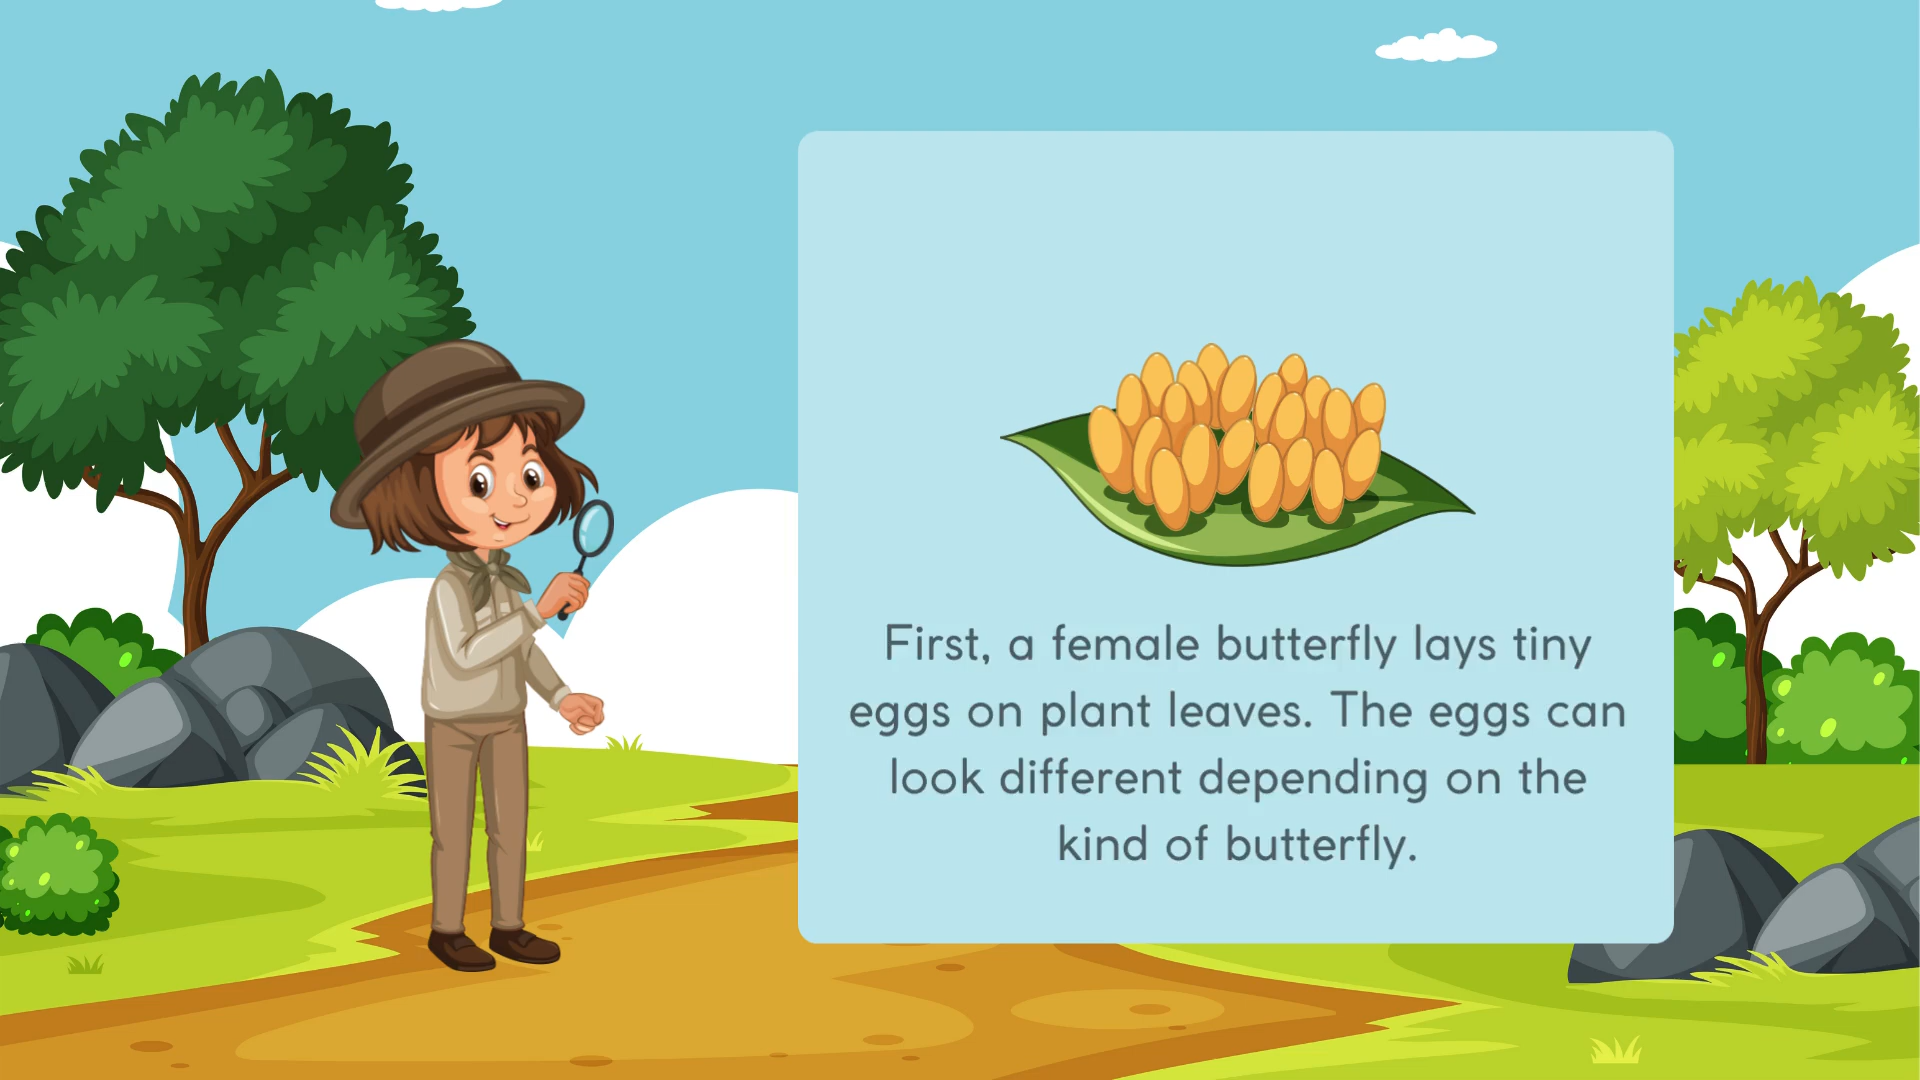 First, a female butterfly lays tiny
eggs on plant leaves. The eggs can
look different depending on the
kind of butterfly.